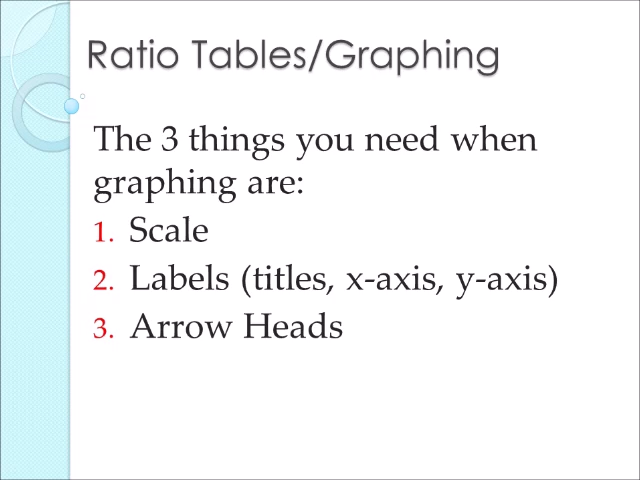 Ratio Tables/Graphing
The 3 things you need when
graphing are:
1. Scale
2. Labels (titles, x-axis, y-axis)
3. Arrow Heads